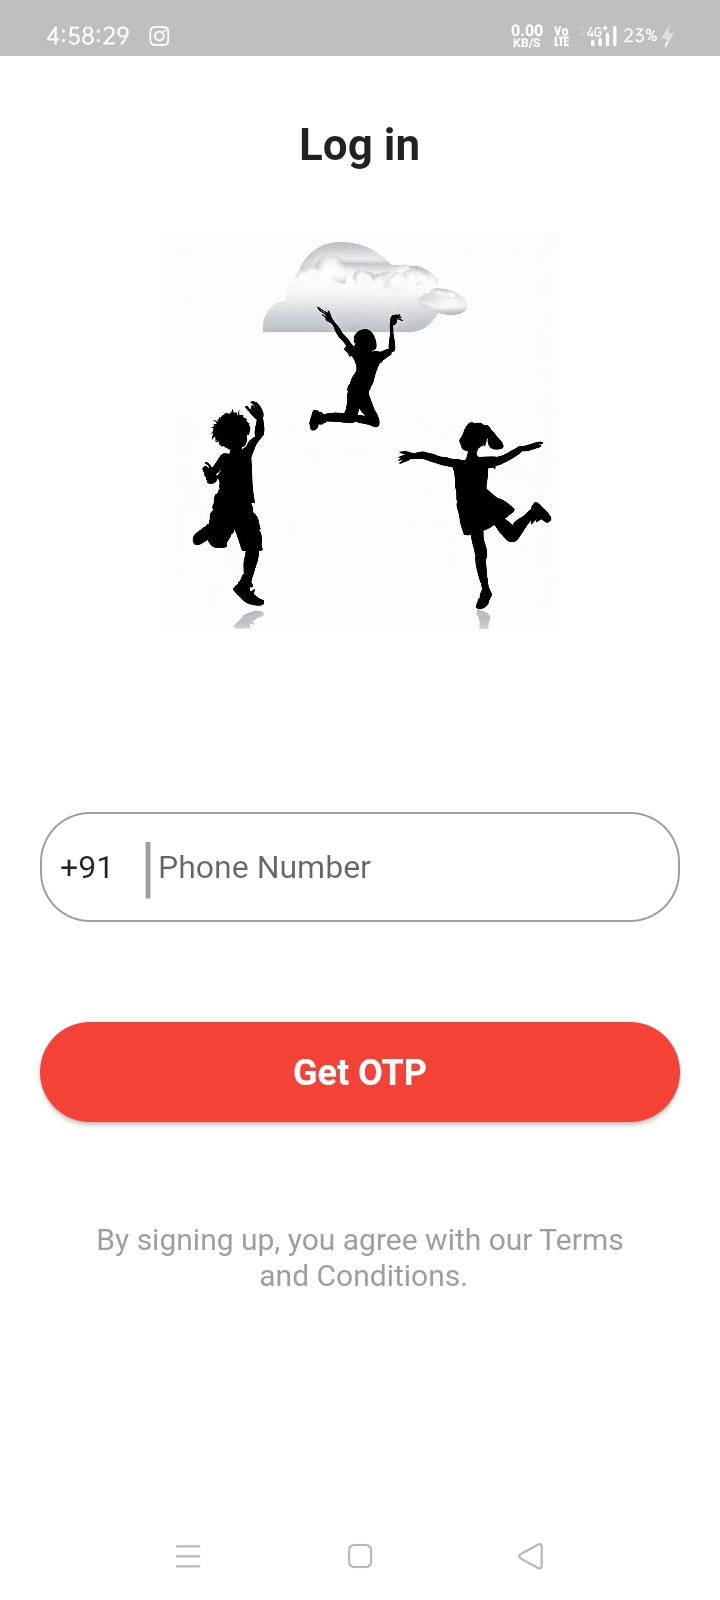 4:58:29 0.00 KB/S Vo LTE 4G+ 23%
Log in
+91 Phone Number
Get OTP
By signing up, you agree with our Terms
and Conditions.